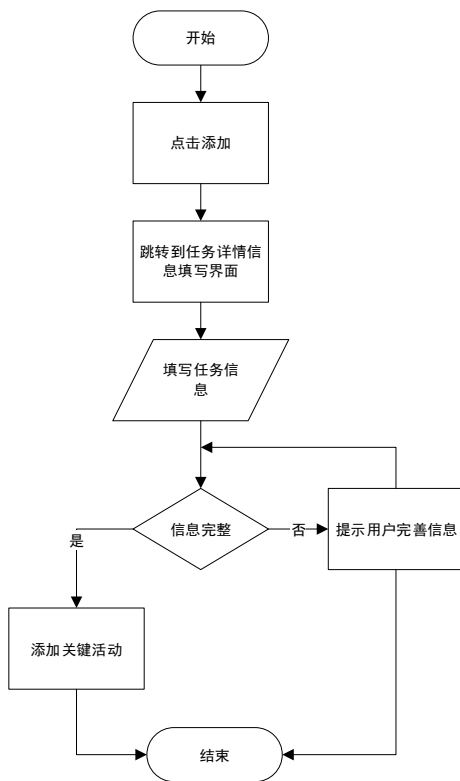 开始
点击添加
跳转到任务详情信
息填写界面
填写任务信
息
信息完整
否
提示用户完善信息
是
添加关键活动
结束